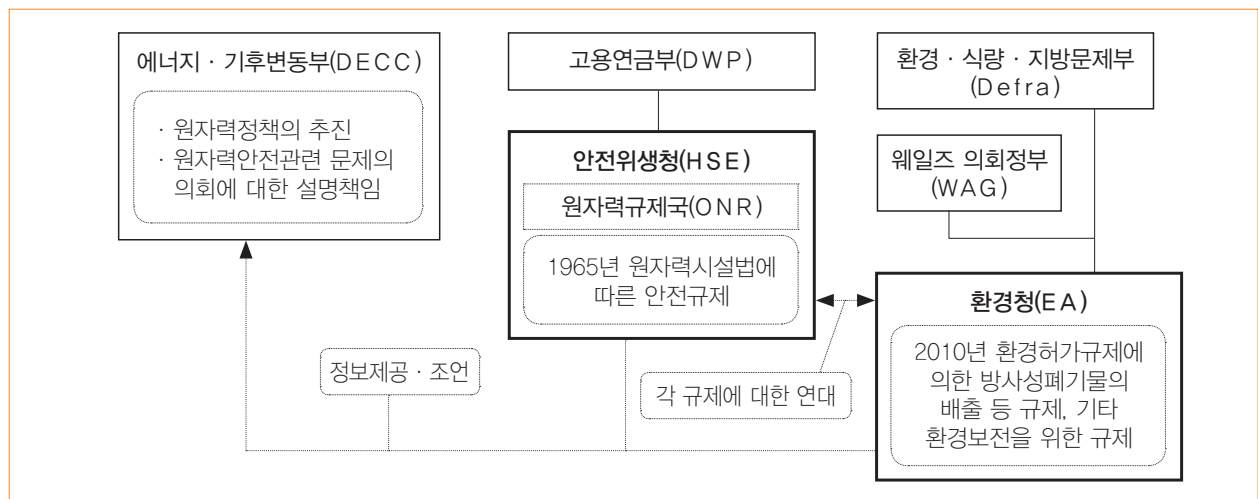 에너지 · 기후변동부(DECC)
· 원자력정책의 추진
· 원자력안전관련 문제의
의회에 대한 설명책임
고용연금부(DWP)
안전위생청(HSE)
원자력규제국(ONR)
1965년 원자력시설법에
따른 안전규제
환경 · 식량 · 지방문제부
(Defra)
웨일즈 의회정부
(WAG)
환경청(EA)
2010년 환경허가규제에
의한 방사성폐기물의
배출 등 규제, 기타
환경보전을 위한 규제
정보제공 · 조언
각 규제에 대한 연대